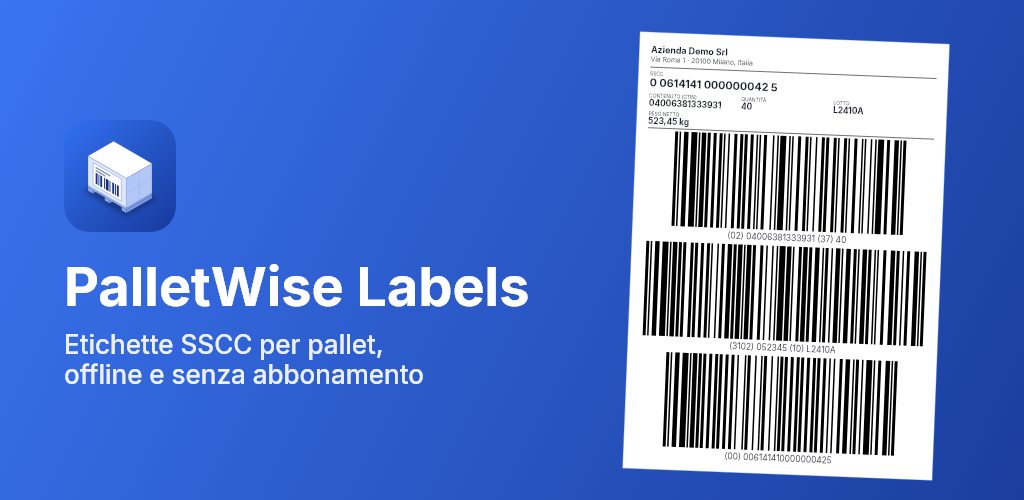 PalletWise Labels
Etichette SSCC per pallet,
offline e senza abbonamento
Azienda Demo Srl
Via Roma 1 · 20100 Milano, Italia
SSCC
0 0614141 000000042 5
CONTENUTO (GTIN)
QUANTITÀ
LOTTO
04006381333931
40
L2410A
PESO NETTO
523,45 kg
(02) 04006381333931 (37) 40
(3102) 052345 (10) L2410A
(00) 006141410000000425